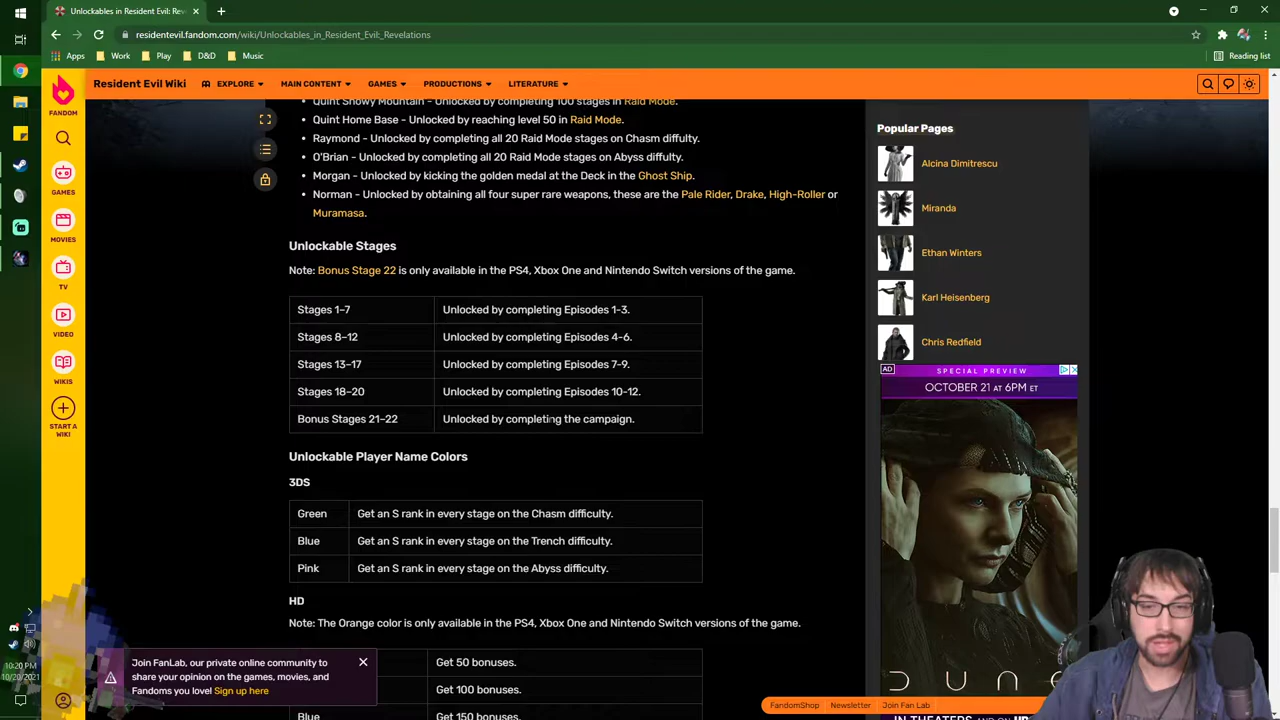 Unlockables in Resident Evil: Re
residentevil.fandom.com/wiki/Unlockables_in_Resident_Evil:_Revelations
Apps
Work
Play
D&D
Music
Reading list
Resident Evil Wiki
EXPLORE
MAIN CONTENT
GAMES
PRODUCTIONS
LITERATURE
FANDOM
GAMES
MOVIES
TV
VIDEO
WIKIS
START A
WIKI
Quint Snowy Mountain - Unlocked by completing 100 stages in Raid Mode.
Quint Home Base - Unlocked by reaching level 50 in Raid Mode.
Raymond - Unlocked by completing all 20 Raid Mode stages on Chasm diffulty.
O'Brian - Unlocked by completing all 20 Raid Mode stages on Abyss diffulty.
Morgan - Unlocked by kicking the golden medal at the Deck in the Ghost Ship.
Norman - Unlocked by obtaining all four super rare weapons, these are the Pale Rider, Drake, High-Roller or
Muramasa.
Unlockable Stages
Note: Bonus Stage 22 is only available in the PS4, Xbox One and Nintendo Switch versions of the game.
Stages 1–7 Unlocked by completing Episodes 1-3.
Stages 8–12 Unlocked by completing Episodes 4-6.
Stages 13–17 Unlocked by completing Episodes 7-9.
Stages 18–20 Unlocked by completing Episodes 10-12.
Bonus Stages 21–22 Unlocked by completing the campaign.
Unlockable Player Name Colors
3DS
Green Get an S rank in every stage on the Chasm difficulty.
Blue Get an S rank in every stage on the Trench difficulty.
Pink Get an S rank in every stage on the Abyss difficulty.
HD
Note: The Orange color is only available in the PS4, Xbox One and Nintendo Switch versions of the game.
Get 50 bonuses.
Get 100 bonuses.
Blue Get 150 bonuses.
Join FanLab, our private online community to
share your opinion on the games, movies, and
Fandoms you love! Sign up here
Popular Pages
Alcina Dimitrescu
Miranda
Ethan Winters
Karl Heisenberg
Chris Redfield
AD
SPECIAL PREVIEW
OCTOBER 21 AT 6PM ET
DUNE
IN THEATERS AND ON
FandomShop
Newsletter
Join Fan Lab
10:20 PM
10/20/2021